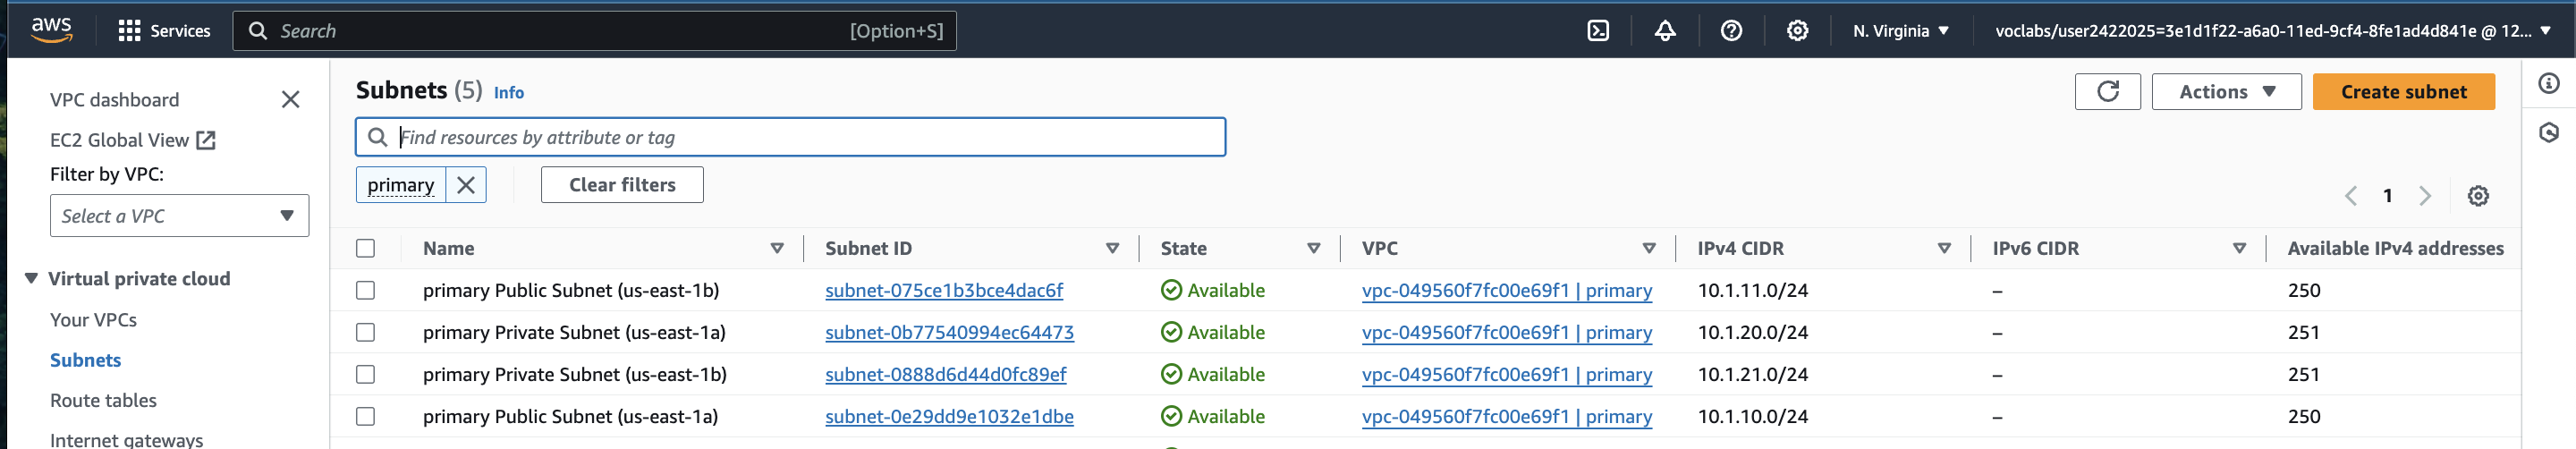 aws
Services
Search
[Option+S]
N. Virginia
voclabs/user2422025=3e1d1f22-a6a0-11ed-9cf4-8fe1ad4d841e @ 12...
VPC dashboard
EC2 Global View
Filter by VPC:
Select a VPC
Virtual private cloud
Your VPCs
Subnets
Route tables
Internet gateways
Subnets (5) Info
Actions
Create subnet
Find resources by attribute or tag
primary
Clear filters
1
Name Subnet ID State VPC IPv4 CIDR IPv6 CIDR Available IPv4 addresses
primary Public Subnet (us-east-1b) subnet-075ce1b3bce4dac6f Available vpc-049560f7fc00e69f1 | primary 10.1.11.0/24 – 250
primary Private Subnet (us-east-1a) subnet-0b77540994ec64473 Available vpc-049560f7fc00e69f1 | primary 10.1.20.0/24 – 251
primary Private Subnet (us-east-1b) subnet-0888d6d44d0fc89ef Available vpc-049560f7fc00e69f1 | primary 10.1.21.0/24 – 251
primary Public Subnet (us-east-1a) subnet-0e29dd9e1032e1dbe Available vpc-049560f7fc00e69f1 | primary 10.1.10.0/24 – 250